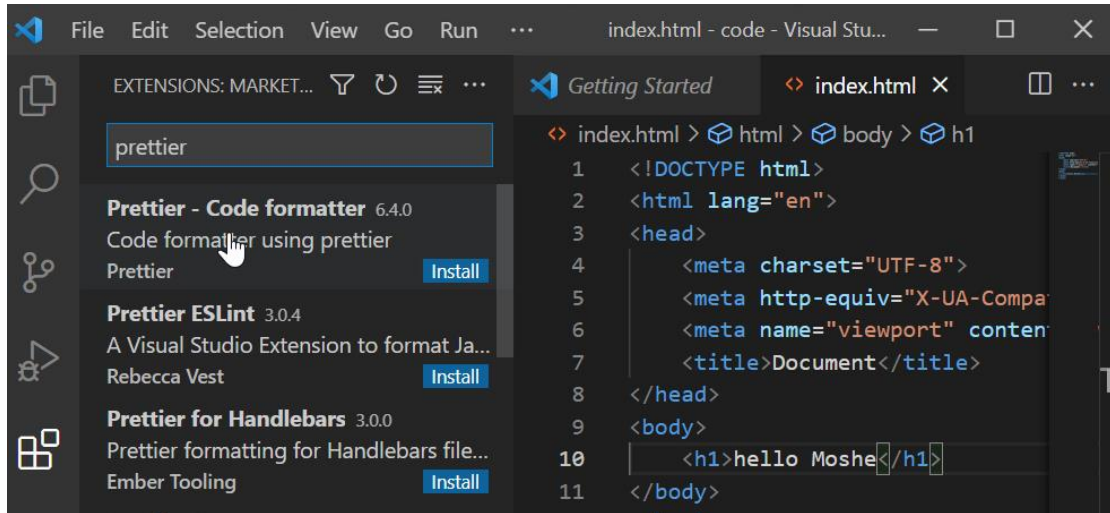 File Edit Selection View Go Run ··· index.html - code - Visual Stu...
EXTENSIONS: MARKET...
prettier
Prettier - Code formatter 6.4.0
Code formatter using prettier
Prettier Install
Prettier ESLint 3.0.4
A Visual Studio Extension to format Ja...
Rebecca Vest Install
Prettier for Handlebars 3.0.0
Prettier formatting for Handlebars file...
Ember Tooling Install
Getting Started index.html
index.html > html > body > h1
1 <!DOCTYPE html>
2 <html lang="en">
3 <head>
4 <meta charset="UTF-8">
5 <meta http-equiv="X-UA-Compa
6 <meta name="viewport" conten
7 <title>Document</title>
8 </head>
9 <body>
10 <h1>hello Moshe</h1>
11 </body>